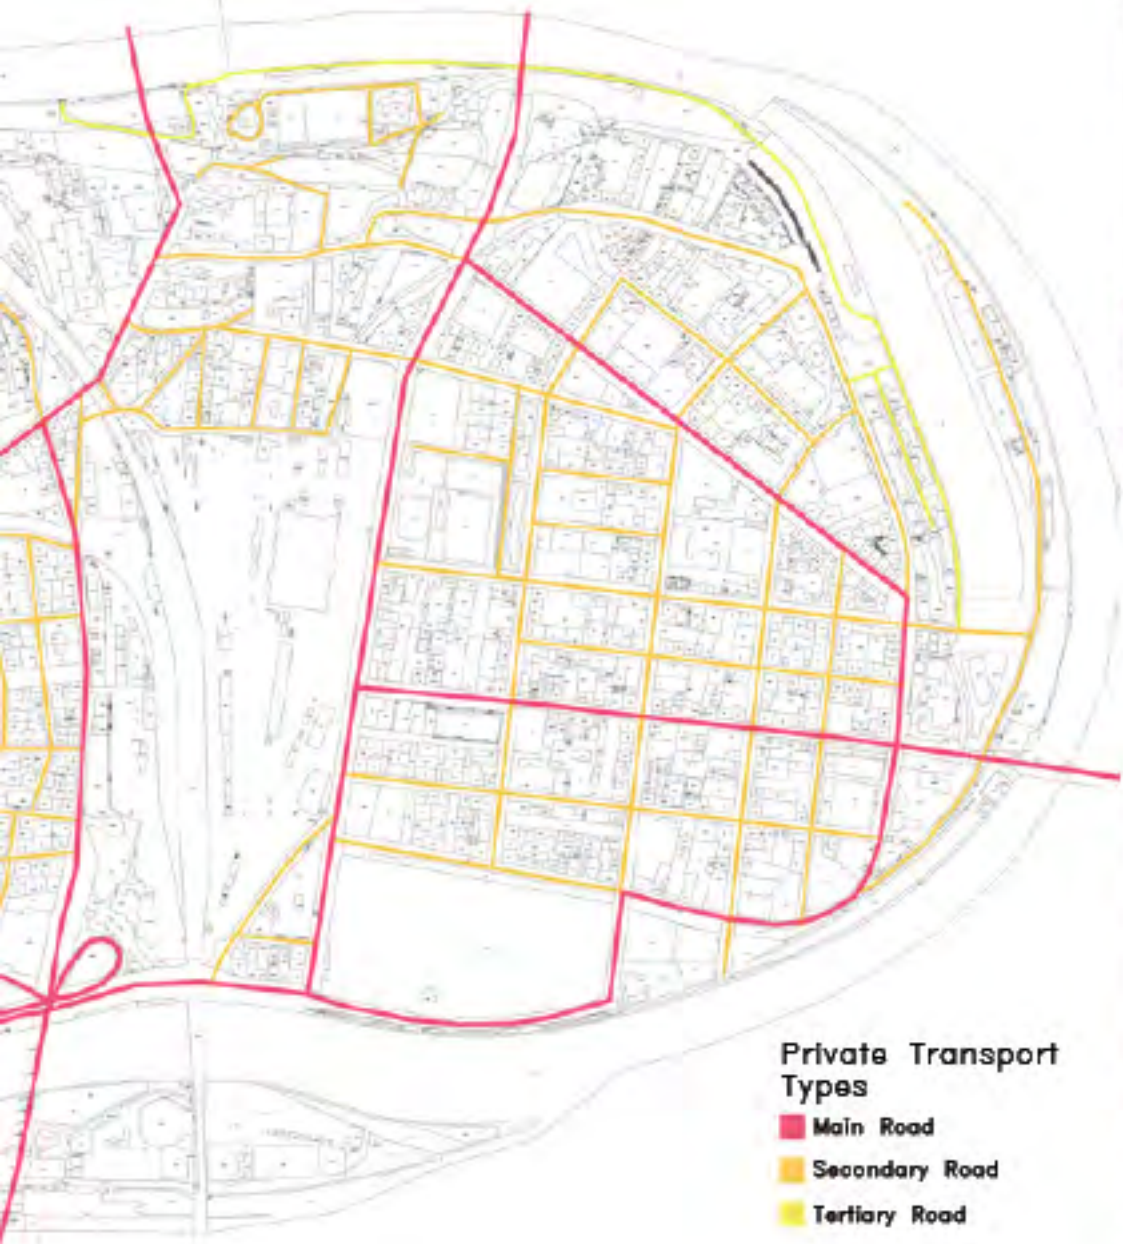 Private Transport
Types
Main Road
Secondary Road
Tertiary Road